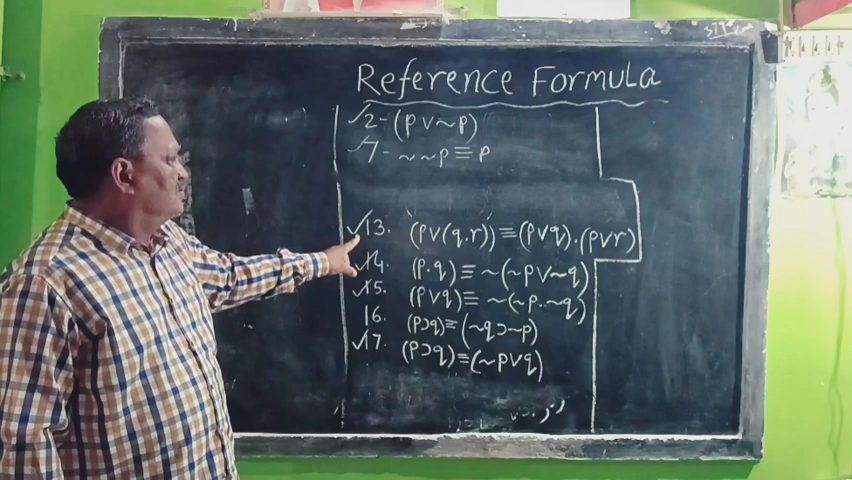 Reference Formula
✓2-(p∨~p)
✓7-~~p≡p
✓13. (p∨(q.r))≡(p∨q).(p∨r)
✓14. (p.q)≡~(~p∨~q)
✓15. (p∨q)≡~(~p.~q)
16. (p⊃q)≡(~q⊃~p)
✓17. (p⊃q)≡(~p∨q)